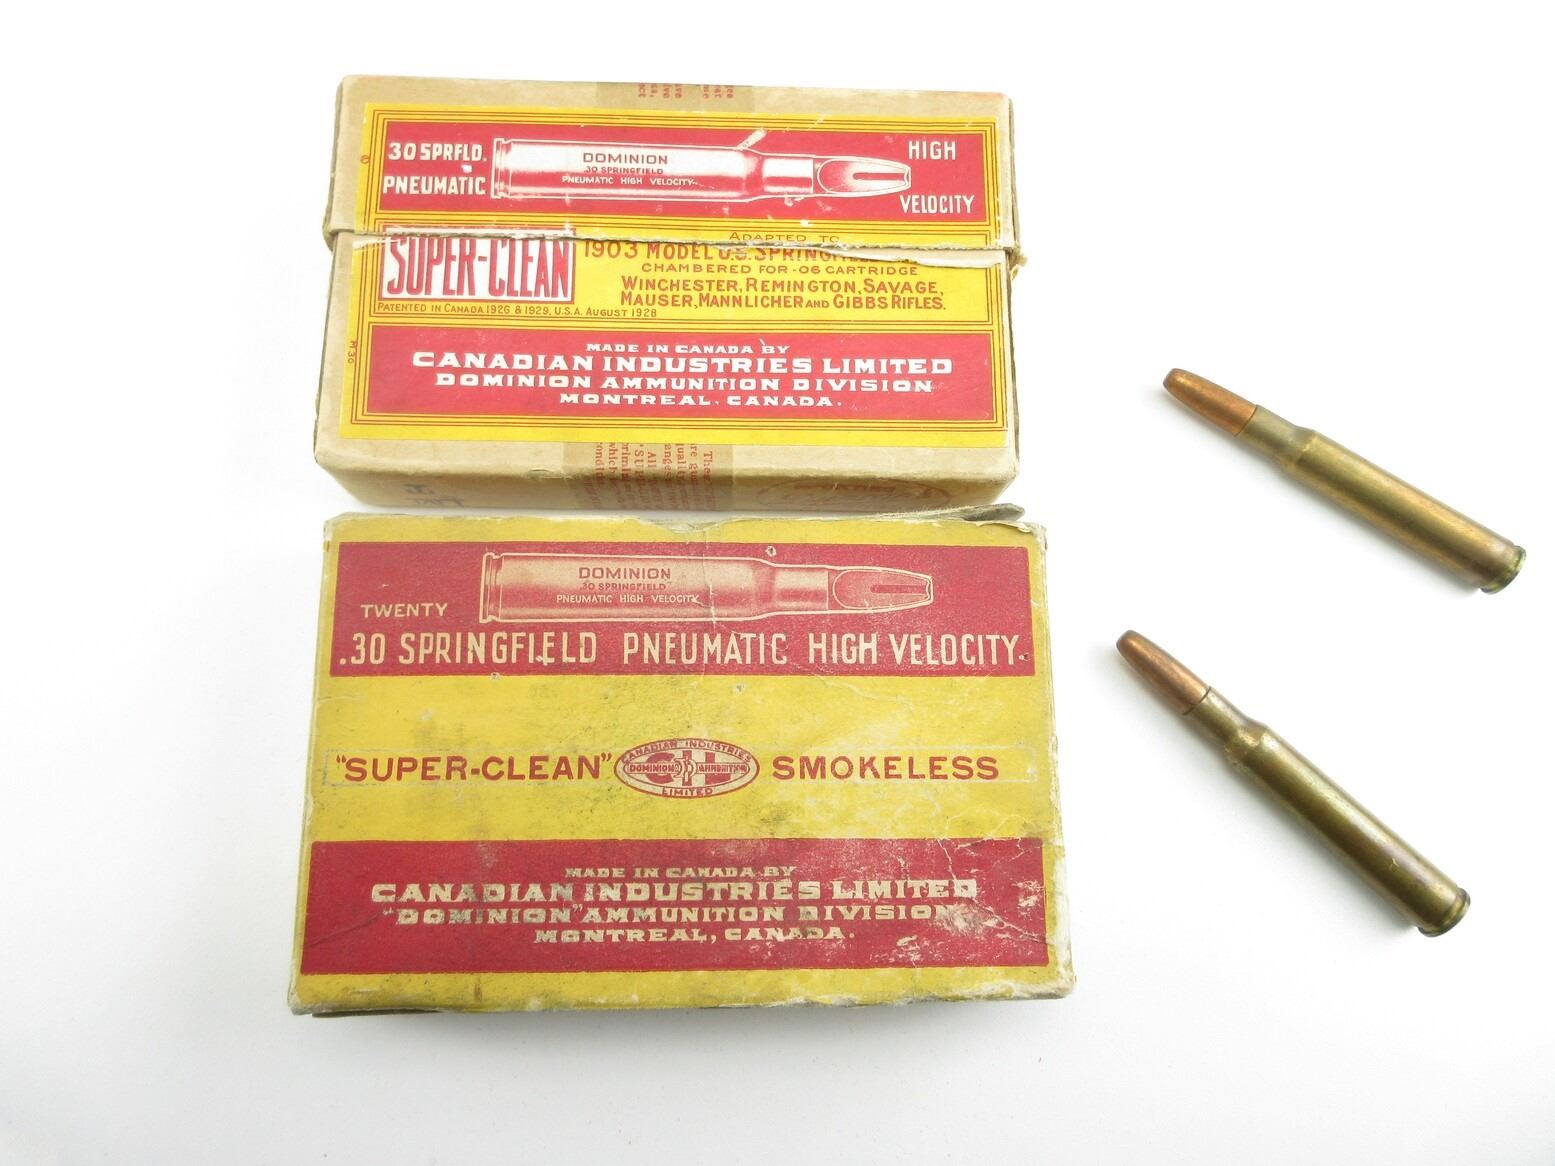 30 SPRFLD.
PNEUMATIC
DOMINION
.30 SPRINGFIELD
PNEUMATIC HIGH VELOCITY
HIGH
VELOCITY
SUPER-CLEAN
ADAPTED TO
1903 MODEL U.S. SPRINGFIELD
CHAMBERED FOR -06 CARTRIDGE
WINCHESTER, REMINGTON, SAVAGE,
MAUSER, MANNLICHER AND GIBBS RIFLES.
PATENTED IN CANADA 1926 & 1929, U.S.A. AUGUST 1928
M 30
MADE IN CANADA BY
CANADIAN INDUSTRIES LIMITED
DOMINION AMMUNITION DIVISION
MONTREAL. CANADA.
DOMINION
.30 SPRINGFIELD
PNEUMATIC HIGH VELOCITY
TWENTY
.30 SPRINGFIELD PNEUMATIC HIGH VELOCITY.
"SUPER-CLEAN"
CANADIAN INDUSTRIES
CIL
DOMINION AMMUNITION
LIMITED
SMOKELESS
MADE IN CANADA BY
CANADIAN INDUSTRIES LIMITED
"DOMINION" AMMUNITION DIVISION
MONTREAL, CANADA.